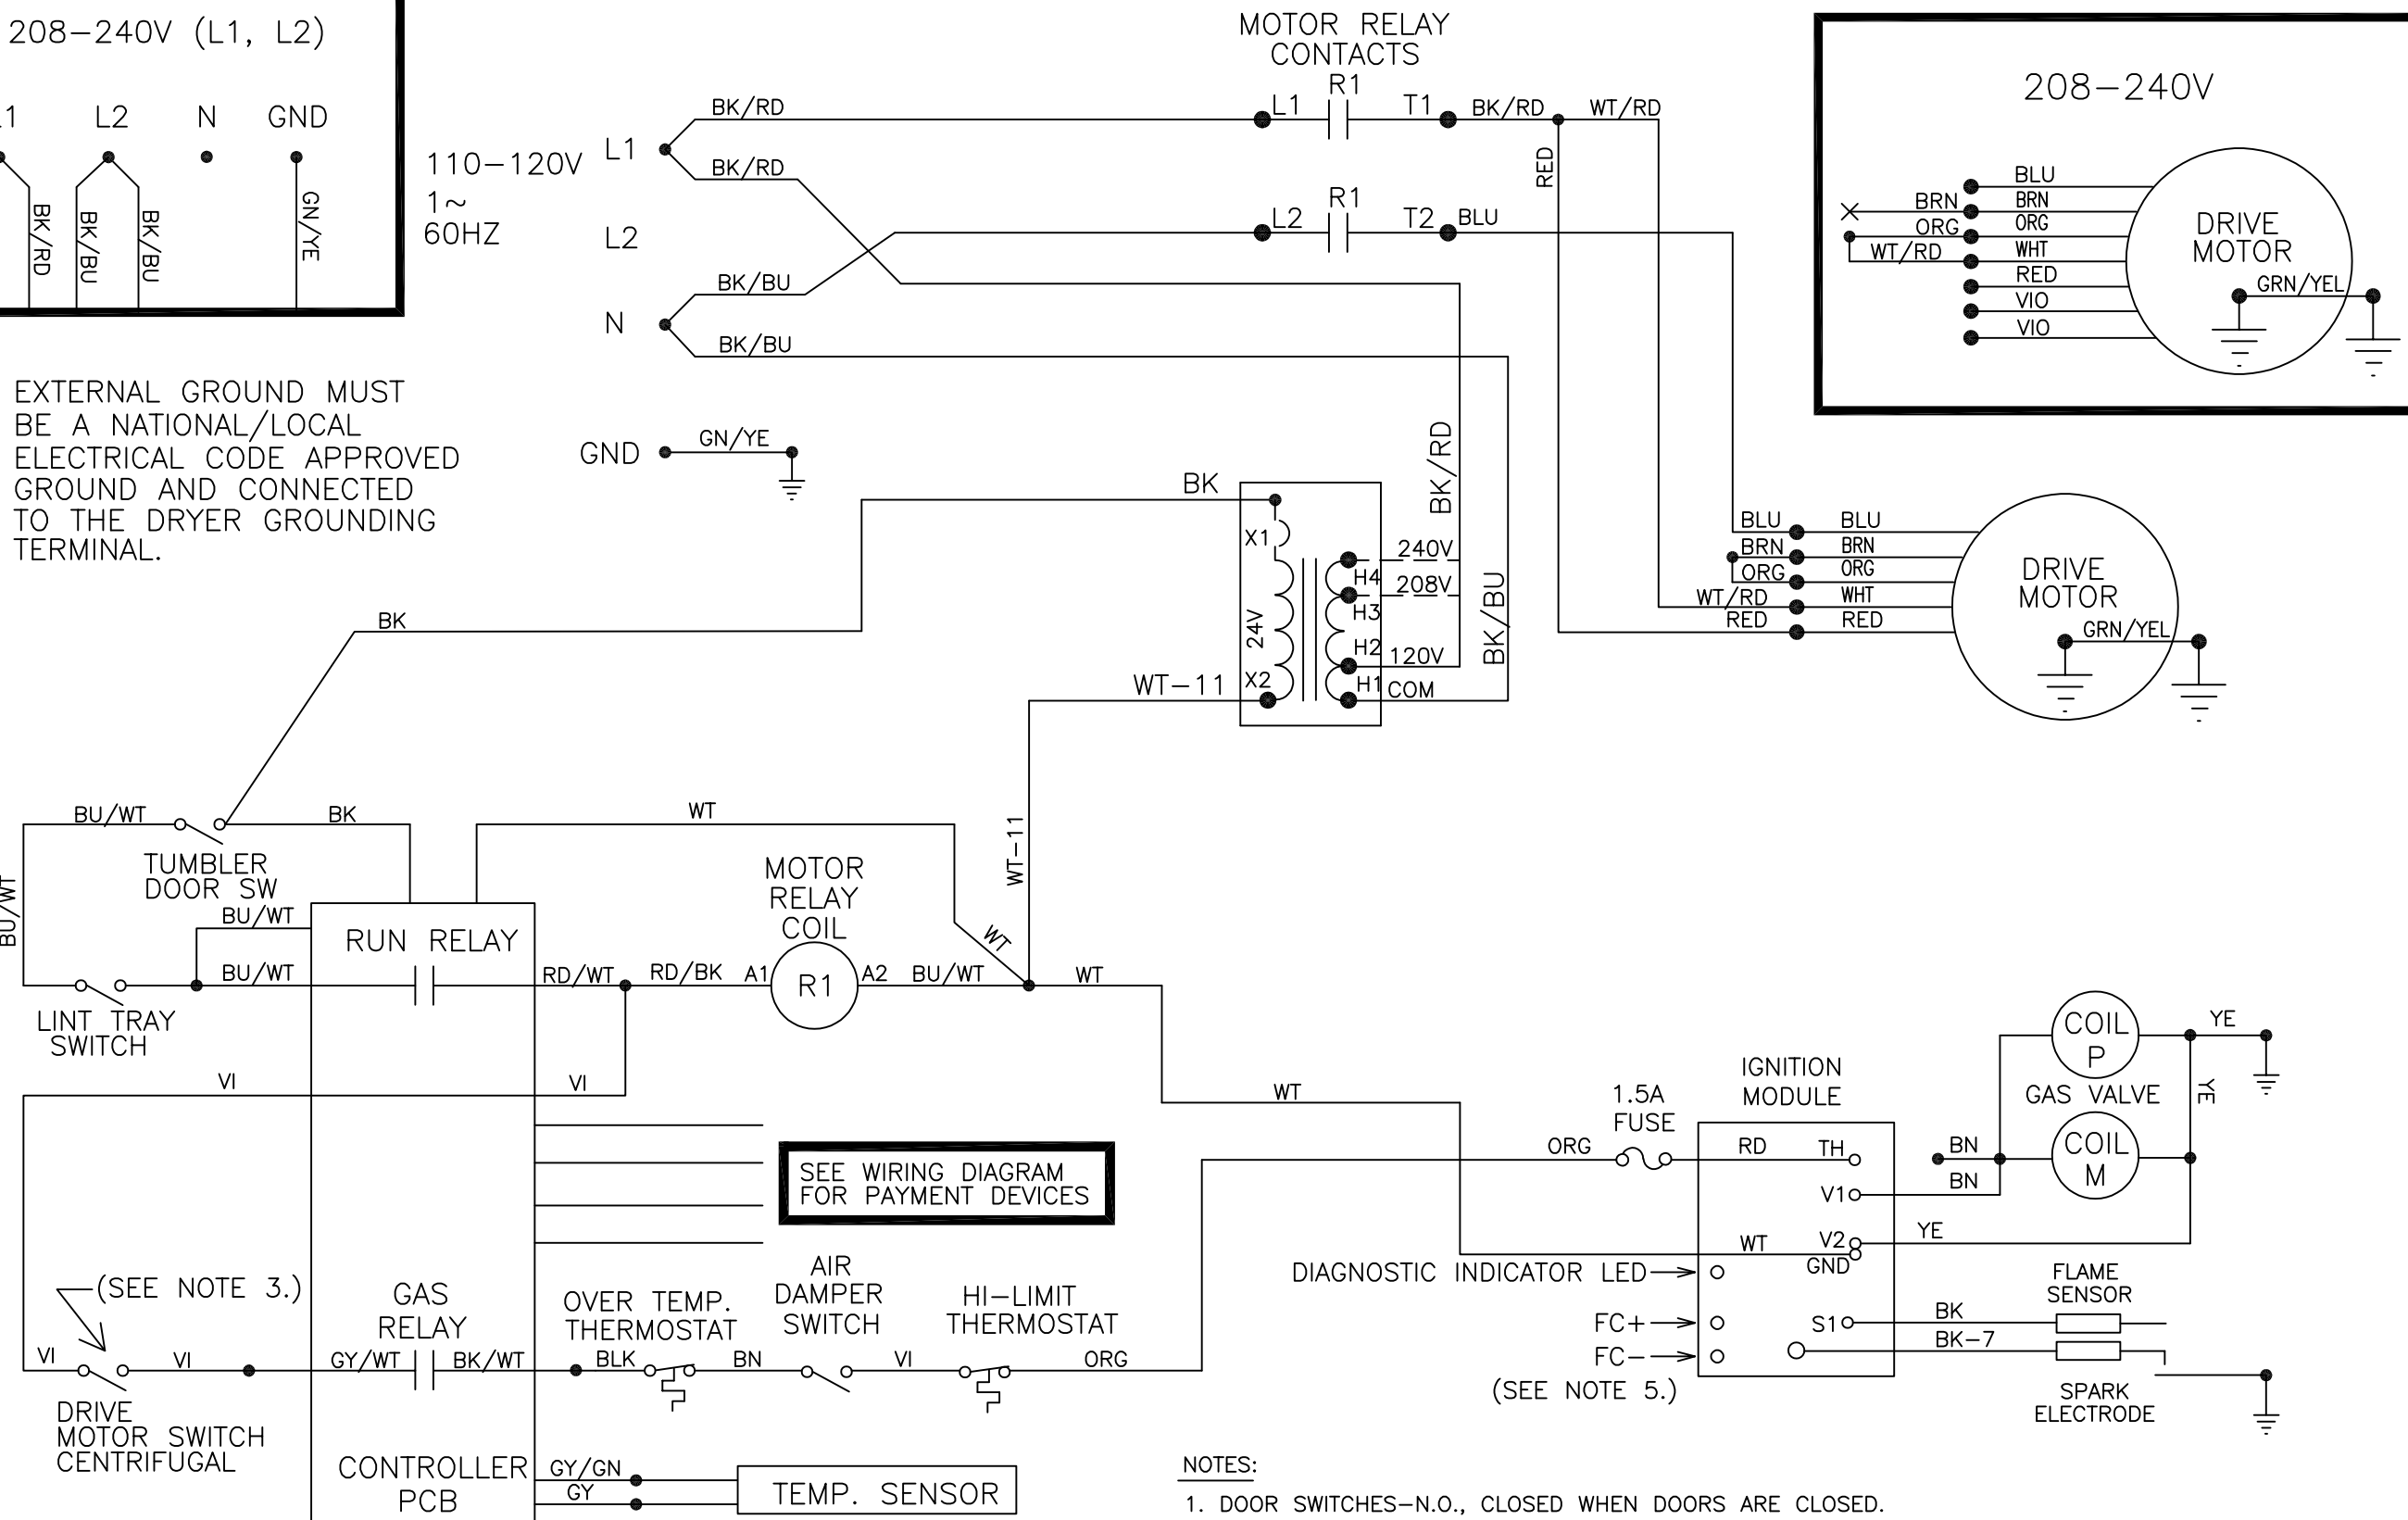 208-240V (L1, L2)
L2 N GND
BK/RD
BK/BU
BK/BU
GN/YE
EXTERNAL GROUND MUST
BE A NATIONAL/LOCAL
ELECTRICAL CODE APPROVED
GROUND AND CONNECTED
TO THE DRYER GROUNDING
TERMINAL.
110-120V
1~
60HZ
L1
L2
N
GND
GN/YE
BK/RD
BK/RD
BK/BU
BK/BU
MOTOR RELAY
CONTACTS
L1 R1 T1
BK/RD WT/RD
RED
L2 R1 T2
BLU
208-240V
BLU
BRN BRN
ORG ORG
WT/RD WHT
RED
VIO
VIO
DRIVE
MOTOR
GRN/YEL
BLU BLU
BRN BRN
ORG ORG
WT/RD WHT
RED RED
DRIVE
MOTOR
GRN/YEL
BK
BK/RD
BK/BU
X1
24V
X2
H4 240V
H3 208V
H2 120V
H1 COM
WT-11
WT-11
BK
BU/WT BK
TUMBLER
DOOR SW
BU/WT
BU/WT
BU/WT
LINT TRAY
SWITCH
RUN RELAY
WT
WT
RD/WT RD/BK A1
MOTOR
RELAY
COIL
R1
A2 BU/WT WT
VI VI
WT
SEE WIRING DIAGRAM
FOR PAYMENT DEVICES
(SEE NOTE 3.)
VI VI
DRIVE
MOTOR SWITCH
CENTRIFUGAL
GAS
RELAY
GY/WT BK/WT
OVER TEMP.
THERMOSTAT
BLK BN
AIR
DAMPER
SWITCH
VI
HI-LIMIT
THERMOSTAT
ORG
CONTROLLER
PCB
GY/GN
GY
TEMP. SENSOR
ORG
1.5A
FUSE
IGNITION
MODULE
RD TH
V1
WT V2
GND
S1
DIAGNOSTIC INDICATOR LED
FC+
FC-
(SEE NOTE 5.)
COIL
P
YE
GAS VALVE
YE
COIL
M
BN
BN
YE
FLAME
SENSOR
BK
BK-7
SPARK
ELECTRODE
NOTES:
1. DOOR SWITCHES-N.O., CLOSED WHEN DOORS ARE CLOSED.